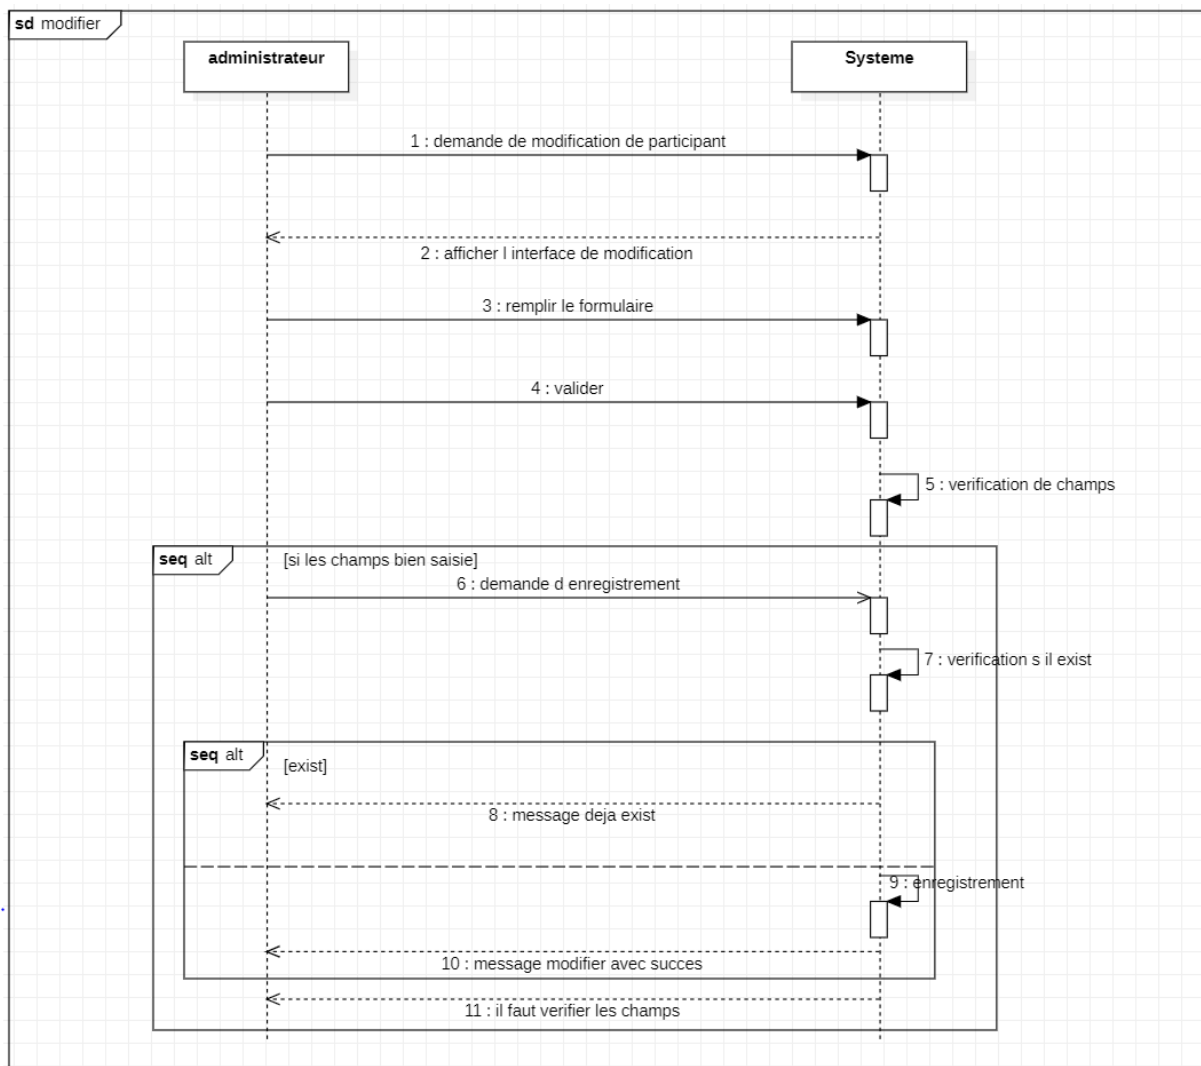 sd modifier
administrateur
Systeme
1 : demande de modification de participant
2 : afficher l interface de modification
3 : remplir le formulaire
4 : valider
5 : verification de champs
seq alt
[si les champs bien saisie]
6 : demande d enregistrement
7 : verification s il exist
seq alt
[exist]
8 : message deja exist
9 : enregistrement
10 : message modifier avec succes
11 : il faut verifier les champs